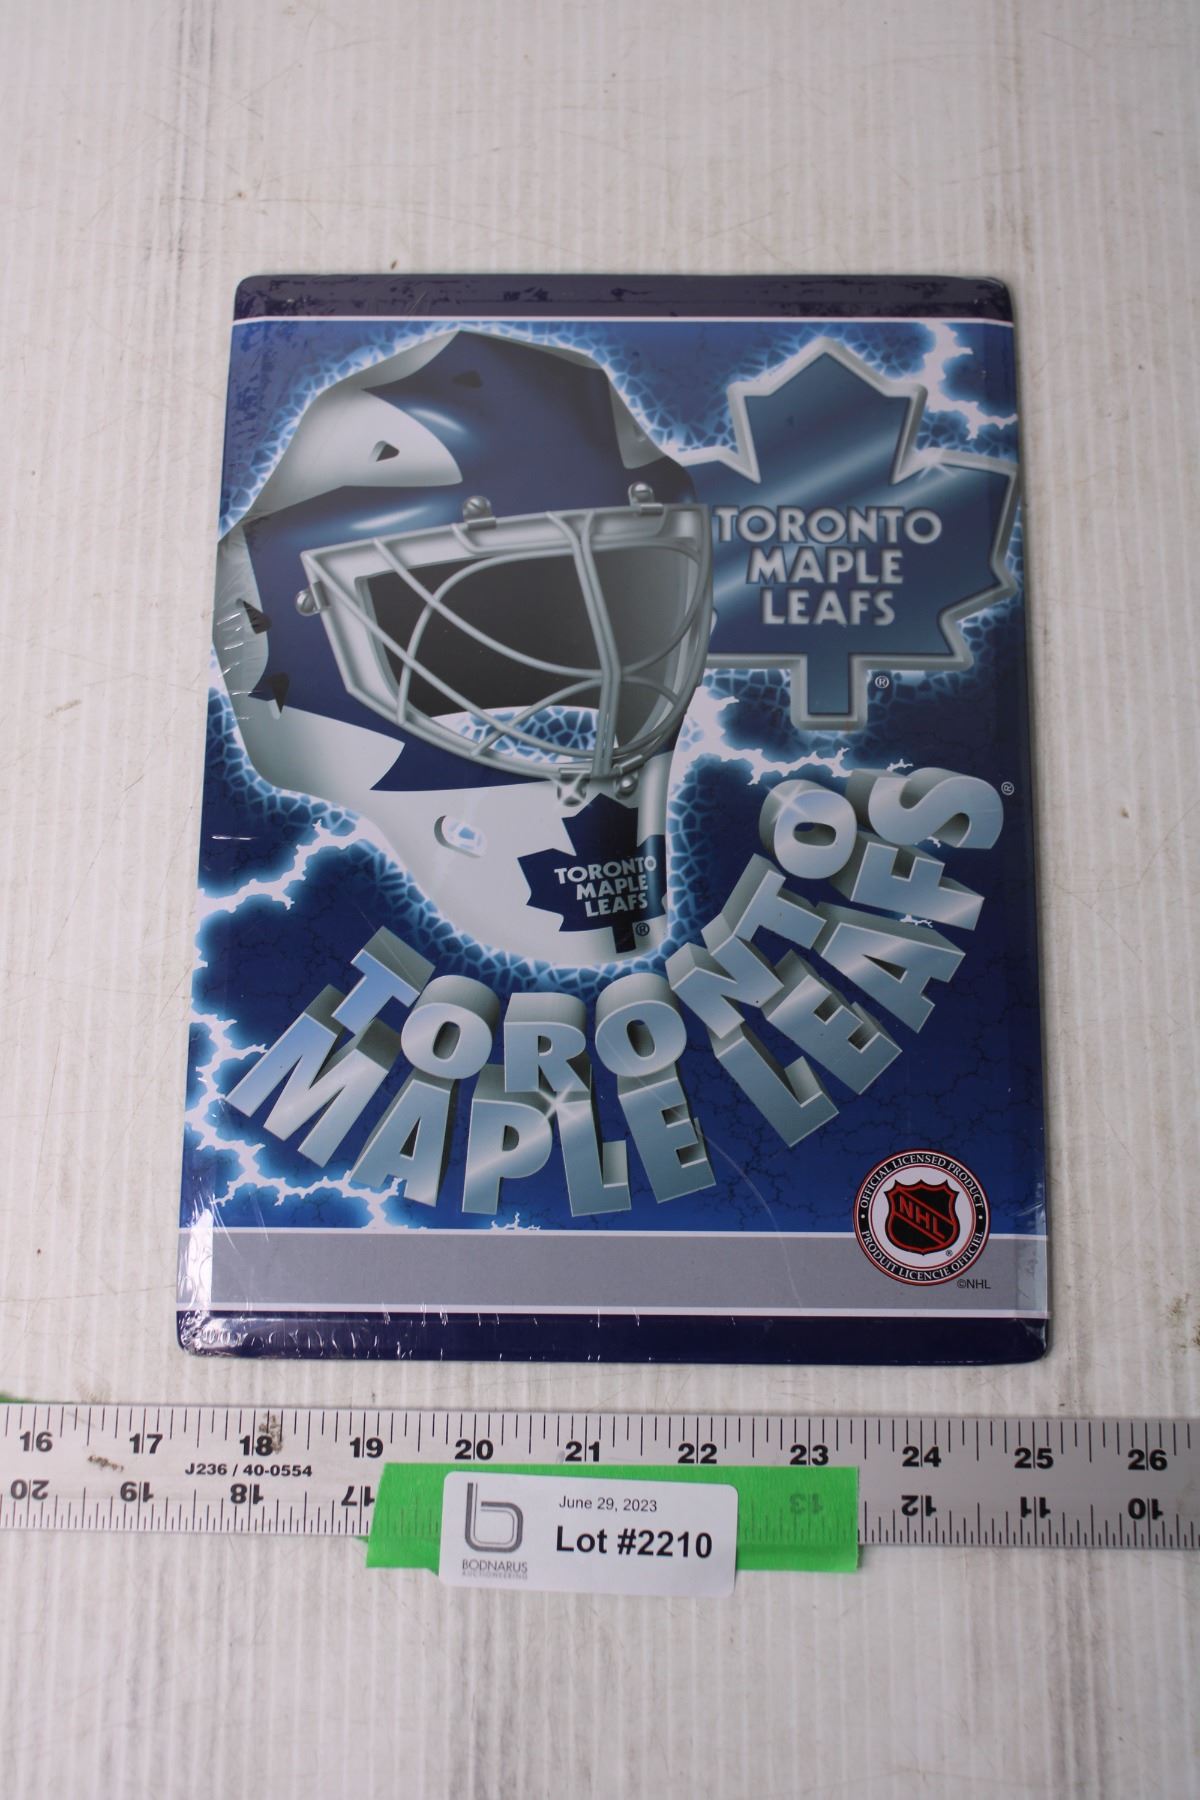 TORONTO
MAPLE
LEAFS
®
TORONTO
MAPLE
LEAFS
®
TORONTO
MAPLE LEAFS
®
OFFICIAL LICENSED PRODUCT
NHL
®
PRODUIT LICENCIE OFFICIEL
©NHL
16 17 18 19 20 21 22 23 24 25 26
J236 / 40-0554
20 19 18 17 13 12 11 10
June 29, 2023
Lot #2210
BODNARUS
AUCTIONEERING